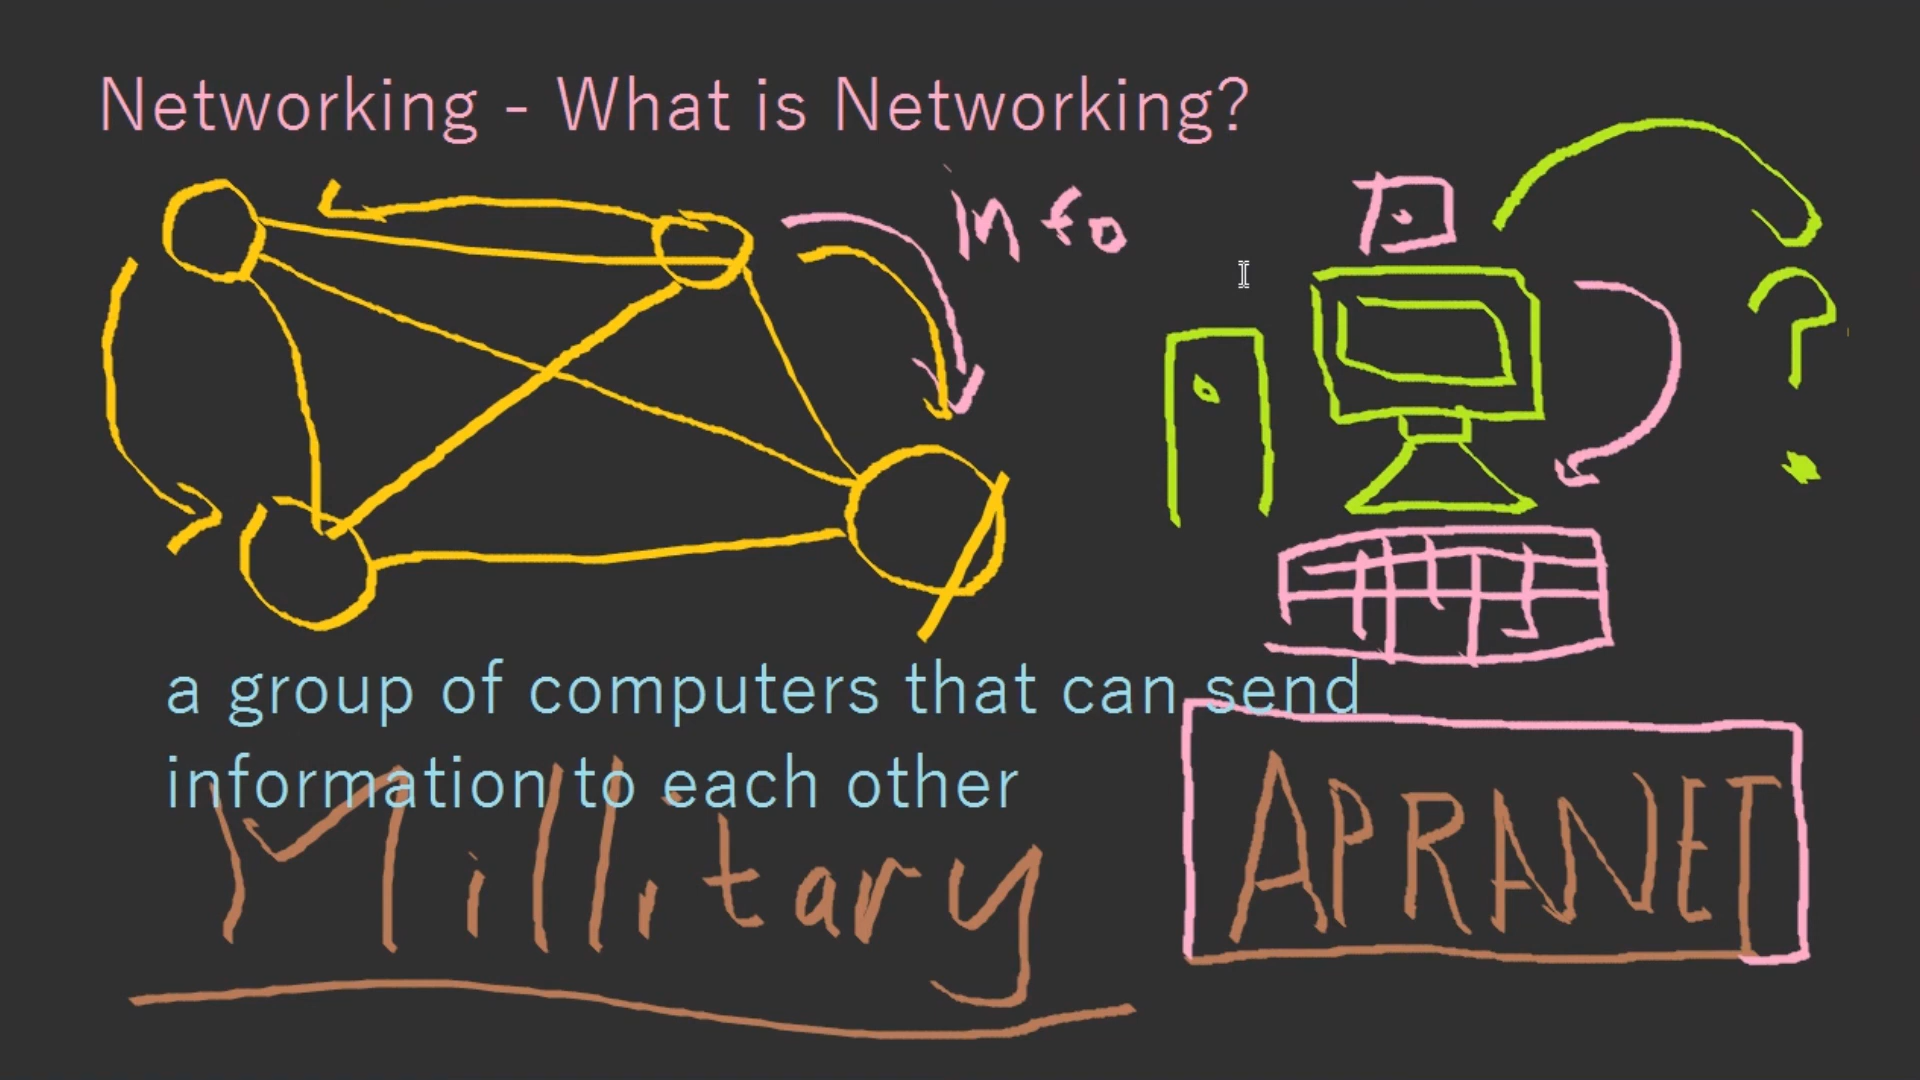 Networking - What is Networking?
Info
?
a group of computers that can send
information to each other
Millitary
APRANET